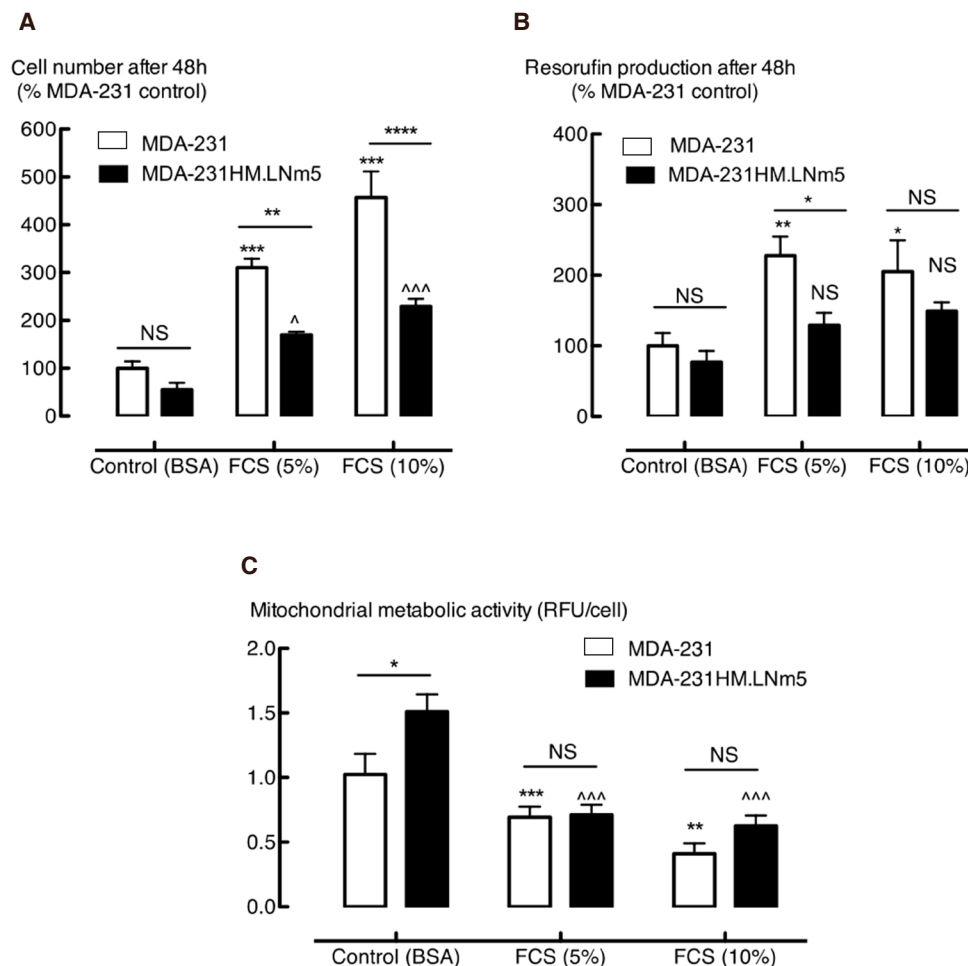 A
Cell number after 48h
(% MDA-231 control)
600
500
400
300
200
100
0
MDA-231
MDA-231HM.LNm5
NS
***
**
^
***
****
^^^
Control (BSA)
FCS (5%)
FCS (10%)
B
Resorufin production after 48h
(% MDA-231 control)
400
300
200
100
0
MDA-231
MDA-231HM.LNm5
NS
**
*
NS
*
NS
NS
Control (BSA)
FCS (5%)
FCS (10%)
C
Mitochondrial metabolic activity (RFU/cell)
2.0
1.5
1.0
0.5
0.0
MDA-231
MDA-231HM.LNm5
*
NS
***
^^^
NS
**
^^^
Control (BSA)
FCS (5%)
FCS (10%)